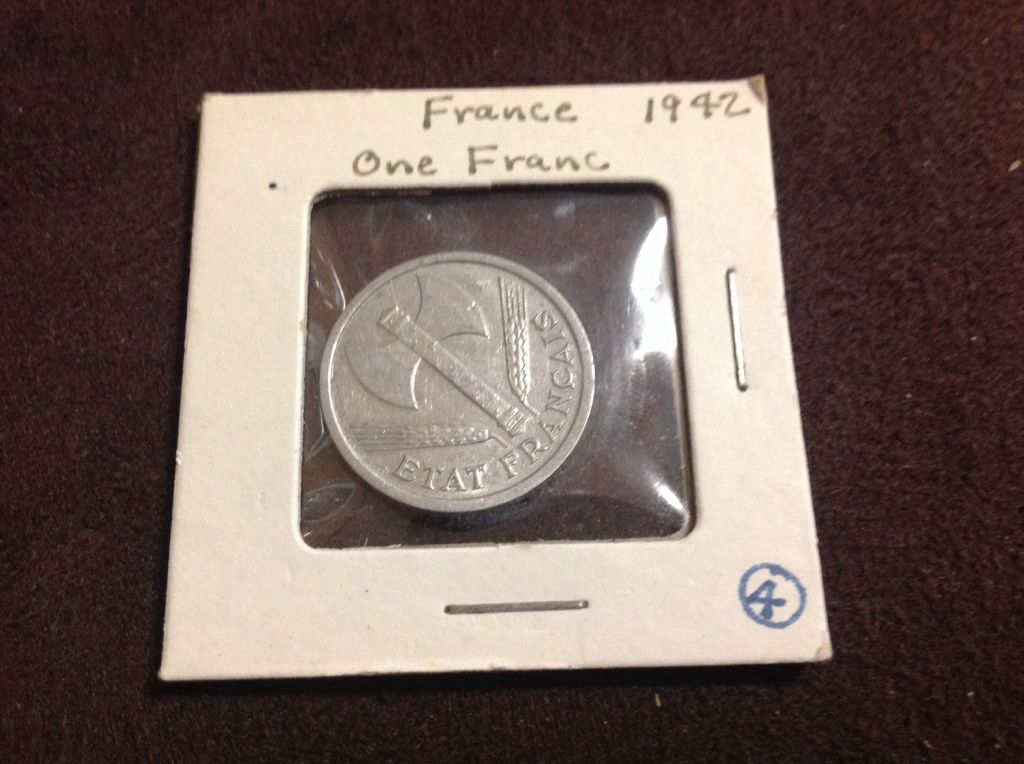 France 1942
One Franc
ETAT FRANCAIS
4